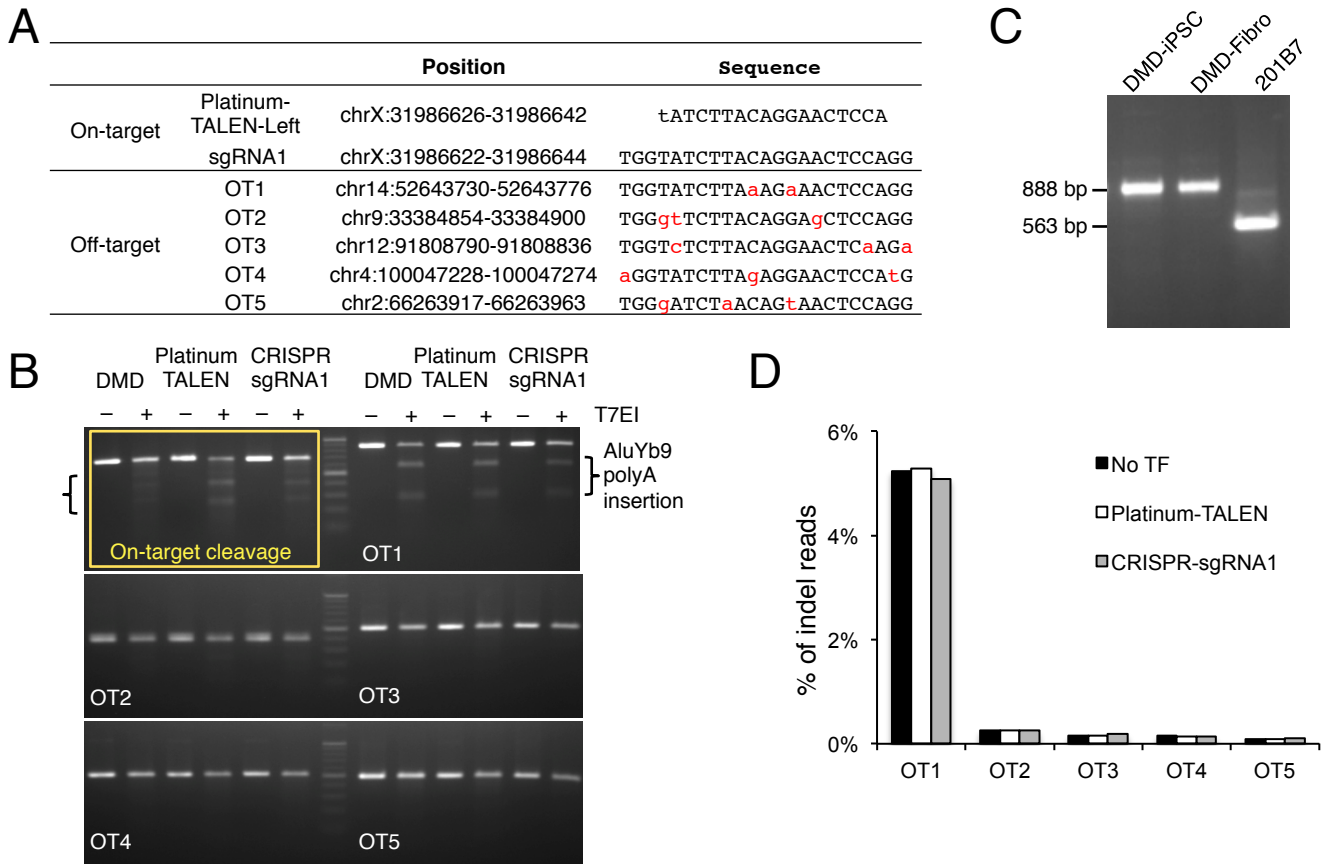 A
Position Sequence
On-target
Platinum-
TALEN-Left
chrX:31986626-31986642 tATCTTACAGGAACTCCA
sgRNA1 chrX:31986622-31986644 TGGTATCTTACAGGAACTCCAGG
Off-target
OT1 chr14:52643730-52643776 TGGTATCTTAaAGaAACTCCAGG
OT2 chr9:33384854-33384900 TGGgtTCTTACAGGAgCTCCAGG
OT3 chr12:91808790-91808836 TGGTcTCTTACAGGAACTCaAGa
OT4 chr4:100047228-100047274 aGGTATCTTAgAGGAACTCCAtG
OT5 chr2:66263917-66263963 TGGgATCTaACAGtAACTCCAGG
B
DMD Platinum TALEN CRISPR sgRNA1 DMD Platinum TALEN CRISPR sgRNA1
– + – + – + – + – + – + T7EI
AluYb9
polyA
insertion
On-target cleavage
OT1
OT2
OT3
OT4
OT5
C
DMD-iPSC
DMD-Fibro
201B7
888 bp
563 bp
D
% of indel reads
6%
4%
2%
0%
No TF
Platinum-TALEN
CRISPR-sgRNA1
OT1 OT2 OT3 OT4 OT5